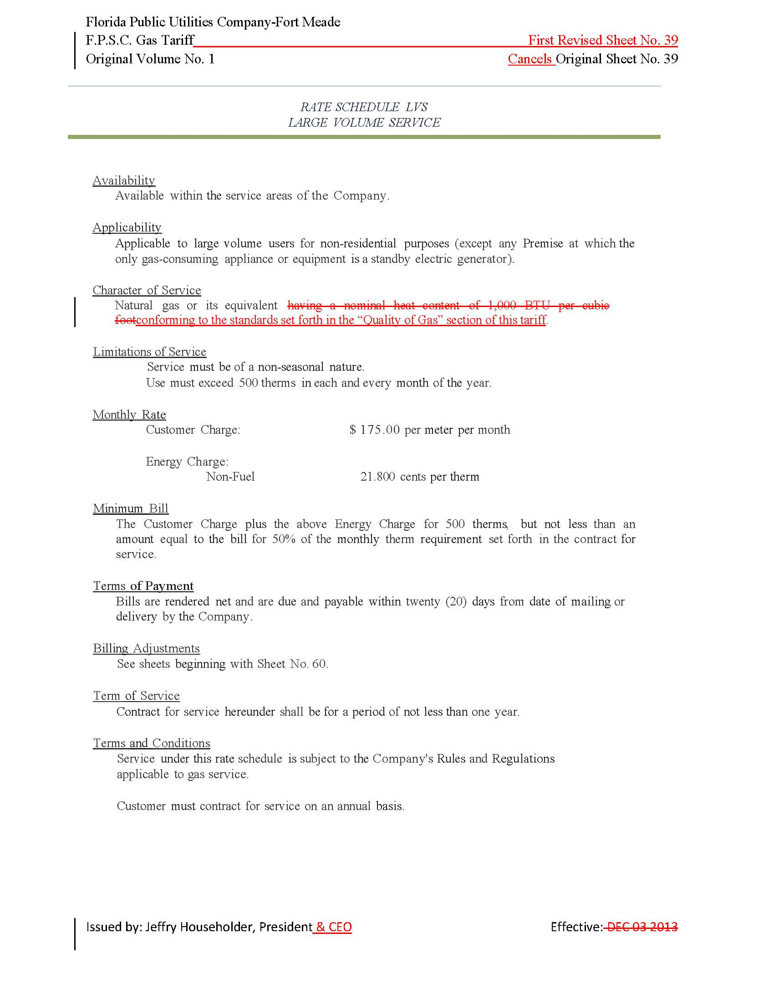 Florida Public Utilities Company-Fort Meade
F.P.S.C. Gas Tariff First Revised Sheet No. 39
Original Volume No. 1 Cancels Original Sheet No. 39
RATE SCHEDULE LVS
LARGE VOLUME SERVICE
Availability
Available within the service areas of the Company.
Applicability
Applicable to large volume users for non-residential purposes (except any Premise at which the
only gas-consuming appliance or equipment is a standby electric generator).
Character of Service
Natural gas or its equivalent having a nominal heat content of 1,000 BTU per cubic
footconforming to the standards set forth in the “Quality of Gas” section of this tariff.
Limitations of Service
Service must be of a non-seasonal nature.
Use must exceed 500 therms in each and every month of the year.
Monthly Rate
Customer Charge: $ 175.00 per meter per month
Energy Charge:
Non-Fuel 21.800 cents per therm
Minimum Bill
The Customer Charge plus the above Energy Charge for 500 therms, but not less than an
amount equal to the bill for 50% of the monthly therm requirement set forth in the contract for
service.
Terms of Payment
Bills are rendered net and are due and payable within twenty (20) days from date of mailing or
delivery by the Company.
Billing Adjustments
See sheets beginning with Sheet No. 60.
Term of Service
Contract for service hereunder shall be for a period of not less than one year.
Terms and Conditions
Service under this rate schedule is subject to the Company's Rules and Regulations
applicable to gas service.
Customer must contract for service on an annual basis.
Issued by: Jeffry Householder, President & CEO Effective: DEC 03 2013